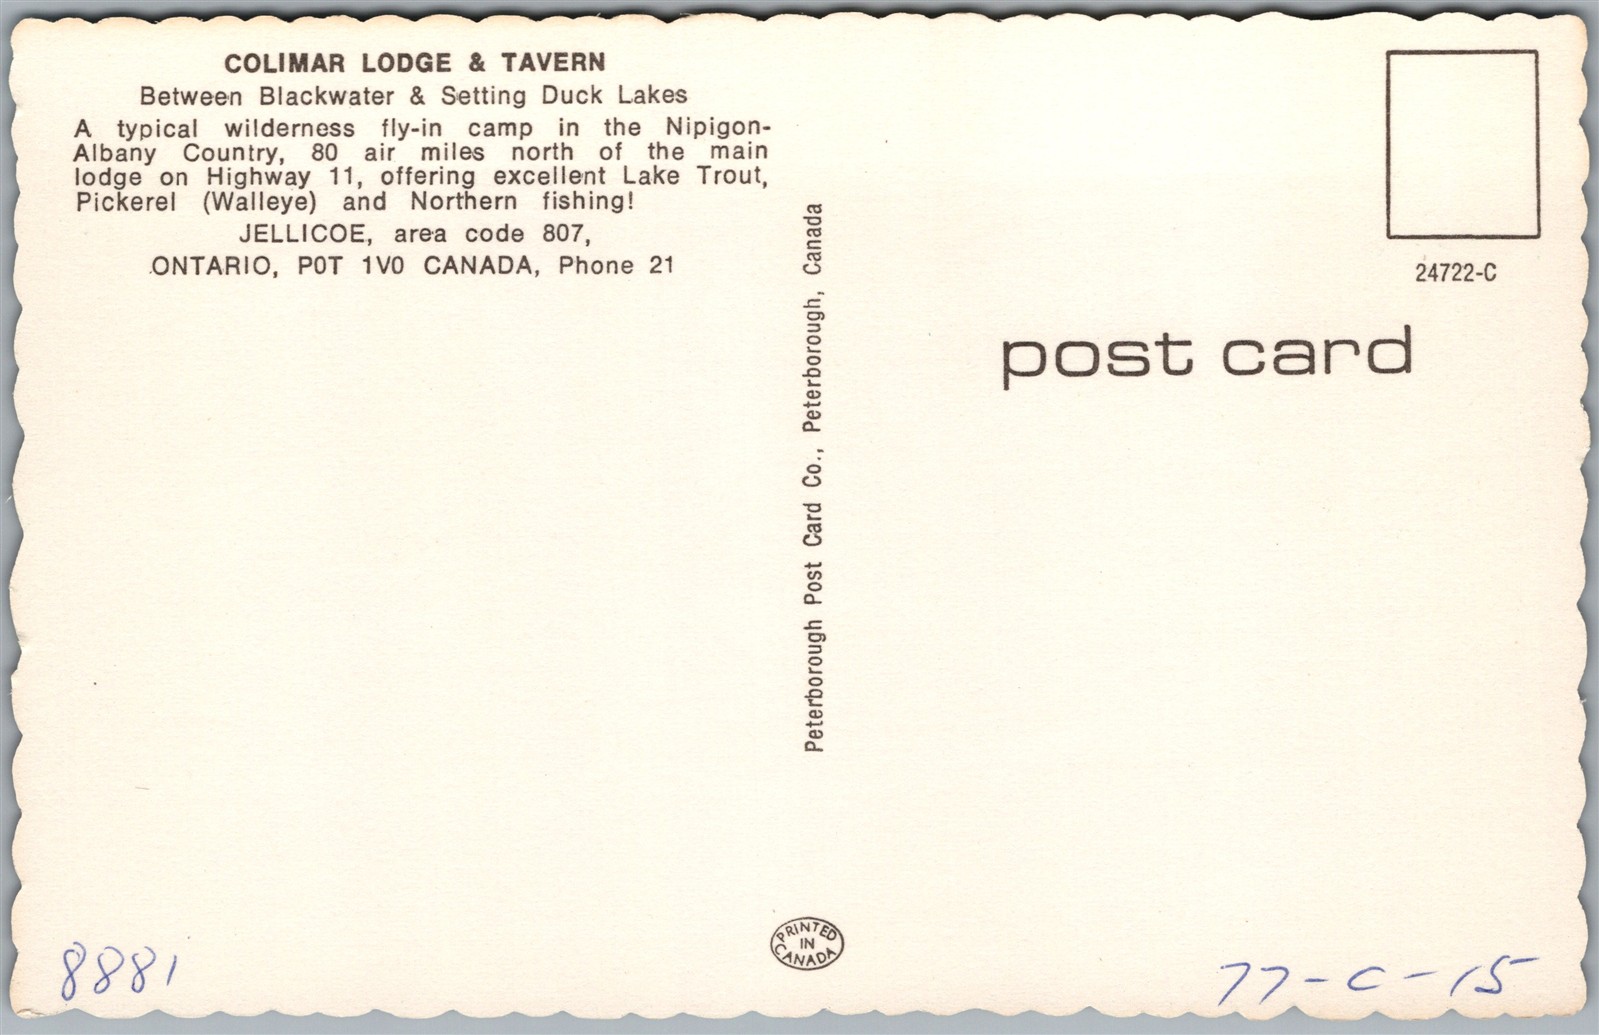 COLIMAR LODGE & TAVERN
Between Blackwater & Setting Duck Lakes
A typical wilderness fly-in camp in the Nipigon-
Albany Country, 80 air miles north of the main
lodge on Highway 11, offering excellent Lake Trout,
Pickerel (Walleye) and Northern fishing!
JELLICOE, area code 807,
ONTARIO, P0T 1V0 CANADA, Phone 21
Peterborough Post Card Co., Peterborough, Canada
24722-C
post card
PRINTED
IN
CANADA
8881
77-C-15